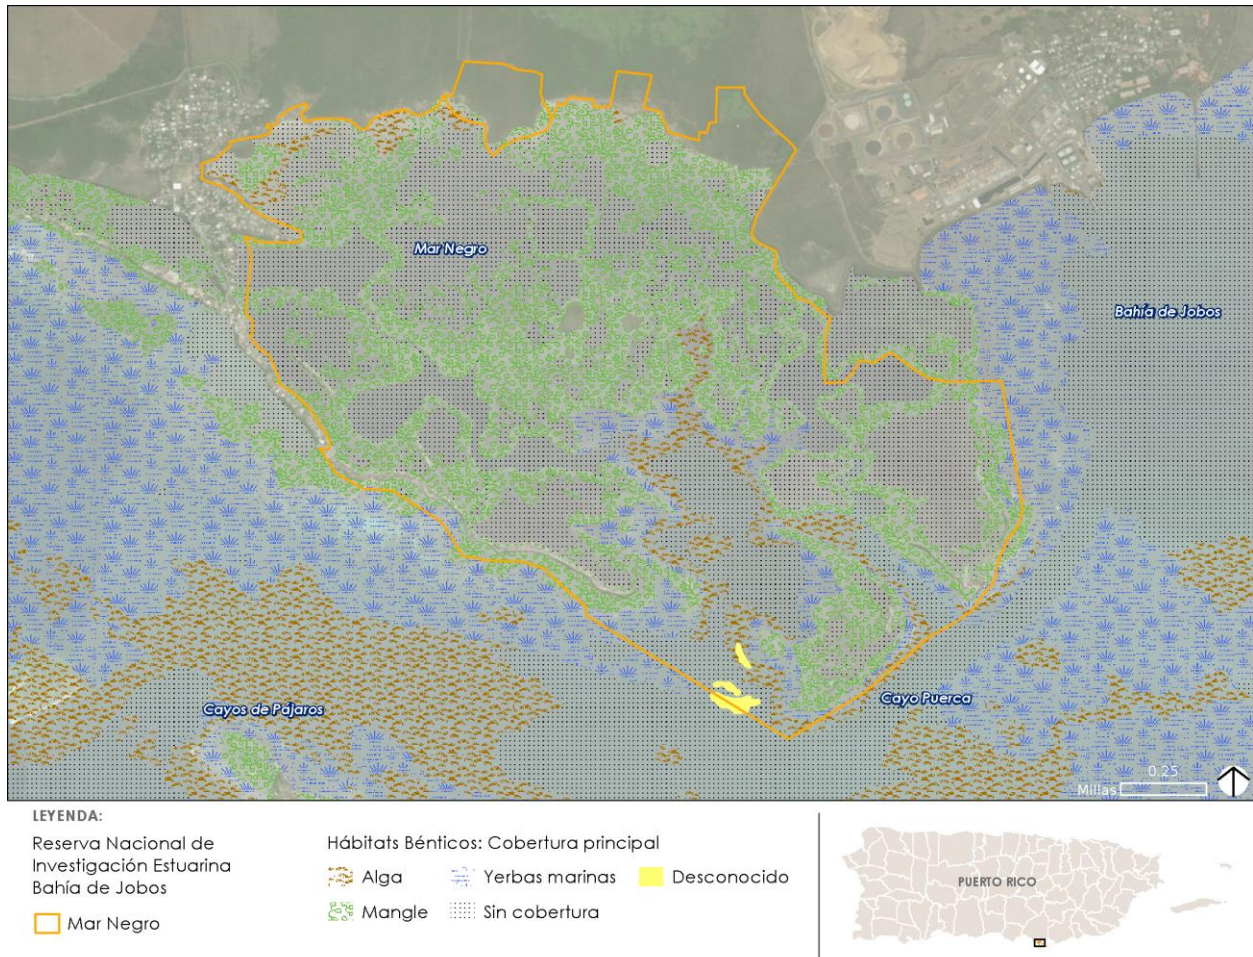 Mar Negro
Bahía de Jobos
Cayo Puerca
Cayos de Pájaros
0.25
Millas
LEYENDA:
Reserva Nacional de
Investigación Estuarina
Bahía de Jobos
Mar Negro
Hábitats Bénticos: Cobertura principal
Alga
Yerbas marinas
Desconocido
Mangle
Sin cobertura
PUERTO RICO